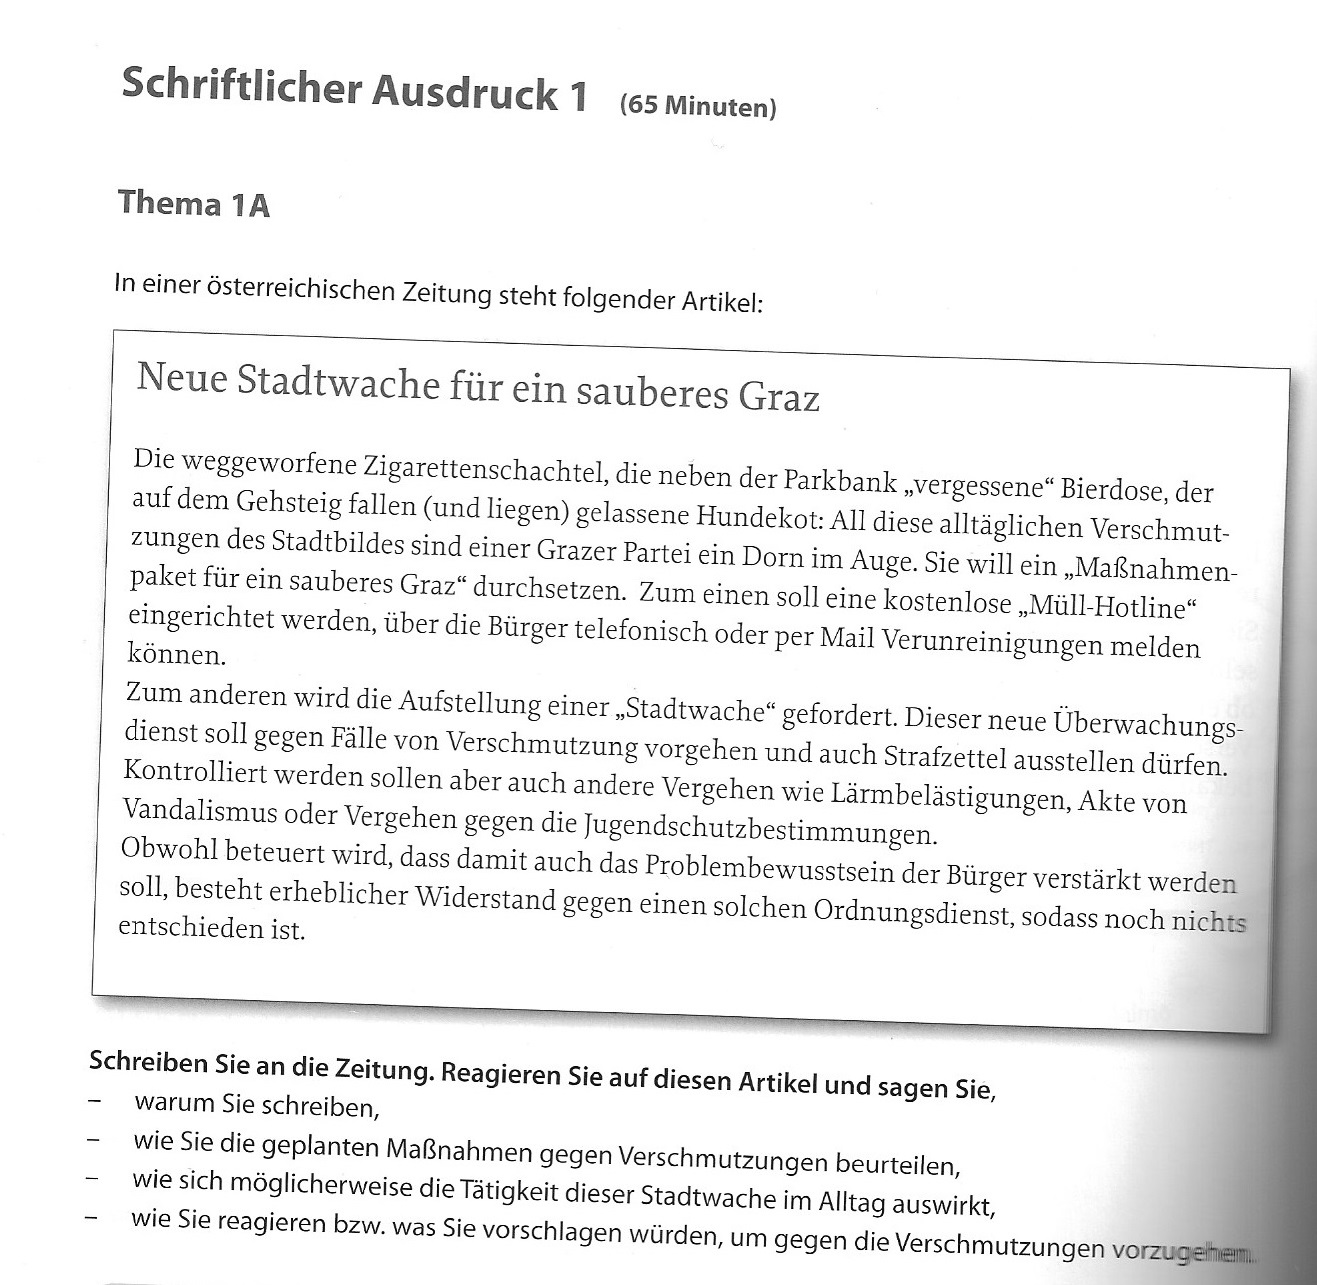 Schriftlicher Ausdruck 1 (65 Minuten)
Thema 1A
In einer österreichischen Zeitung steht folgender Artikel:
Neue Stadtwache für ein sauberes Graz
Die weggeworfene Zigarettenschachtel, die neben der Parkbank „vergessene“ Bierdose, der
auf dem Gehsteig fallen (und liegen) gelassene Hundekot: All diese alltäglichen Verschmut-
zungen des Stadtbildes sind einer Grazer Partei ein Dorn im Auge. Sie will ein „Maßnahmen-
paket für ein sauberes Graz“ durchsetzen. Zum einen soll eine kostenlose „Müll-Hotline“
eingerichtet werden, über die Bürger telefonisch oder per Mail Verunreinigungen melden
können.
Zum anderen wird die Aufstellung einer „Stadtwache“ gefordert. Dieser neue Überwachungs-
dienst soll gegen Fälle von Verschmutzung vorgehen und auch Strafzettel ausstellen dürfen.
Kontrolliert werden sollen aber auch andere Vergehen wie Lärmbelästigungen, Akte von
Vandalismus oder Vergehen gegen die Jugendschutzbestimmungen.
Obwohl beteuert wird, dass damit auch das Problembewusstsein der Bürger verstärkt werden
soll, besteht erheblicher Widerstand gegen einen solchen Ordnungsdienst, sodass noch nichts
entschieden ist.
Schreiben Sie an die Zeitung. Reagieren Sie auf diesen Artikel und sagen Sie,
– warum Sie schreiben,
– wie Sie die geplanten Maßnahmen gegen Verschmutzungen beurteilen,
– wie sich möglicherweise die Tätigkeit dieser Stadtwache im Alltag auswirkt,
– wie Sie reagieren bzw. was Sie vorschlagen würden, um gegen die Verschmutzungen vorzugehen.